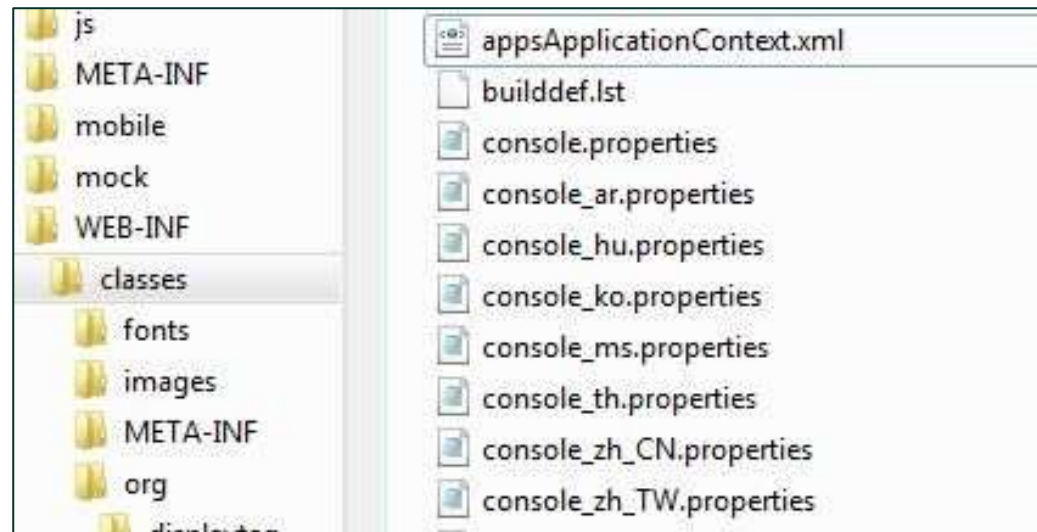 js
META-INF
mobile
mock
WEB-INF
classes
fonts
images
META-INF
org
appsApplicationContext.xml
builddef.lst
console.properties
console_ar.properties
console_hu.properties
console_ko.properties
console_ms.properties
console_th.properties
console_zh_CN.properties
console_zh_TW.properties